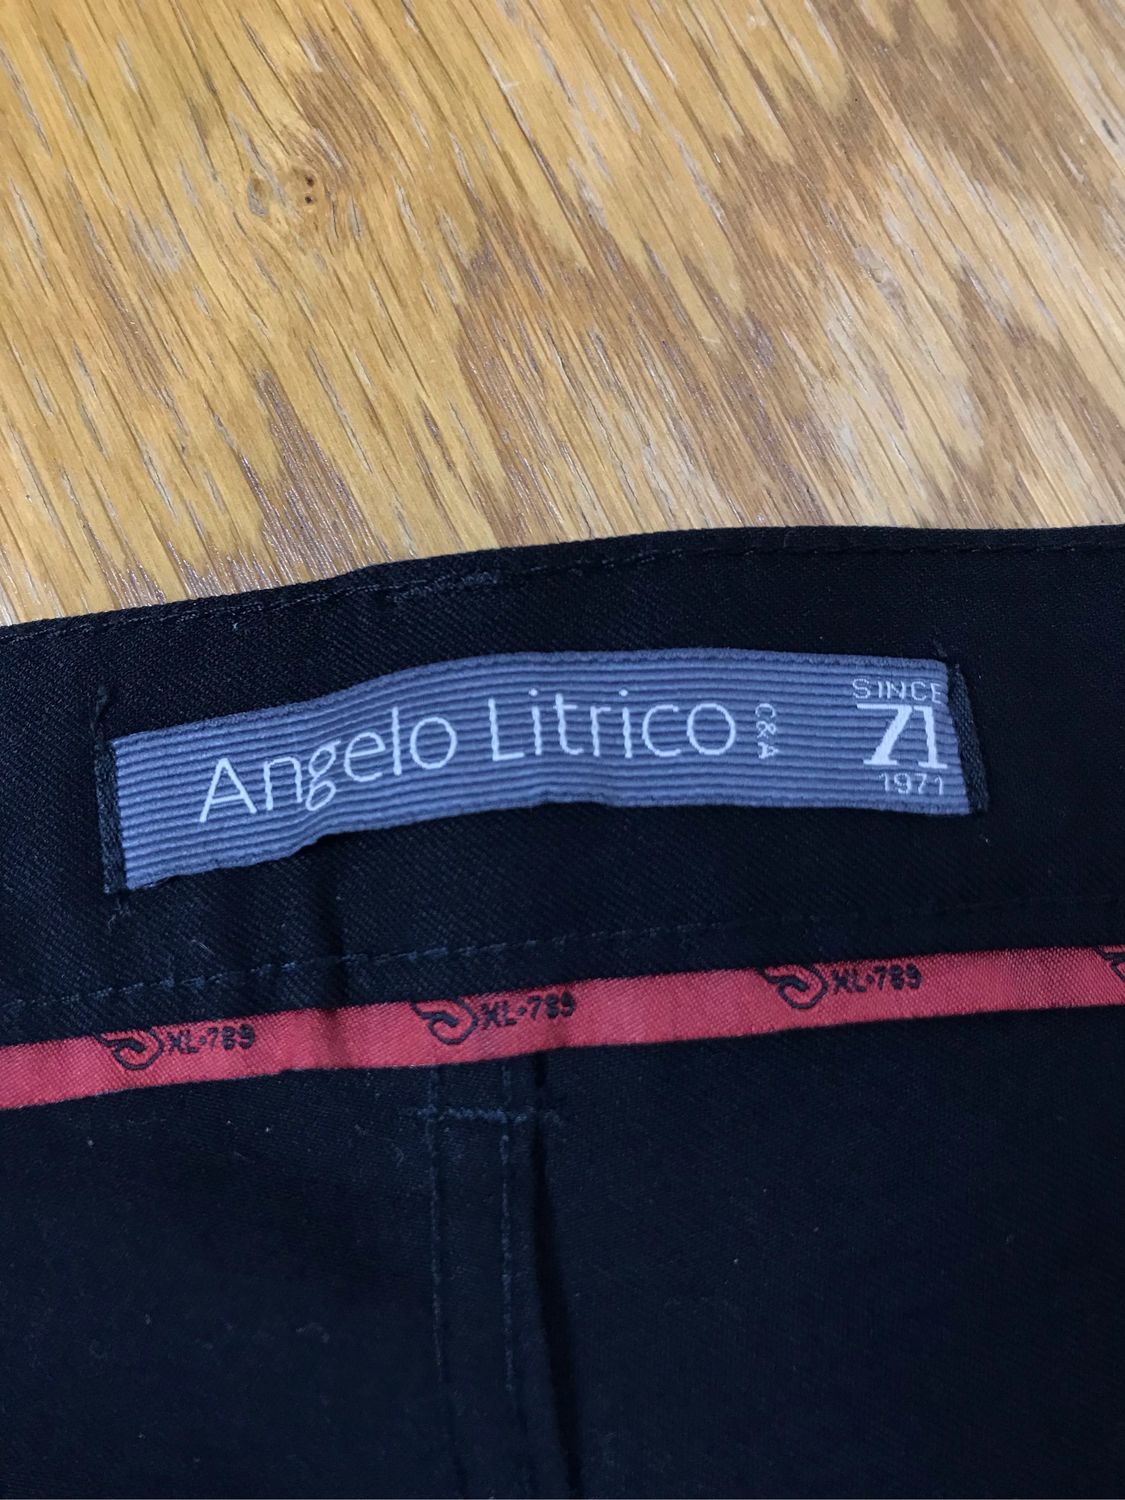 Angelo Litrico C&A
SINCE
71
1971
XL·789 XL·789 XL·789